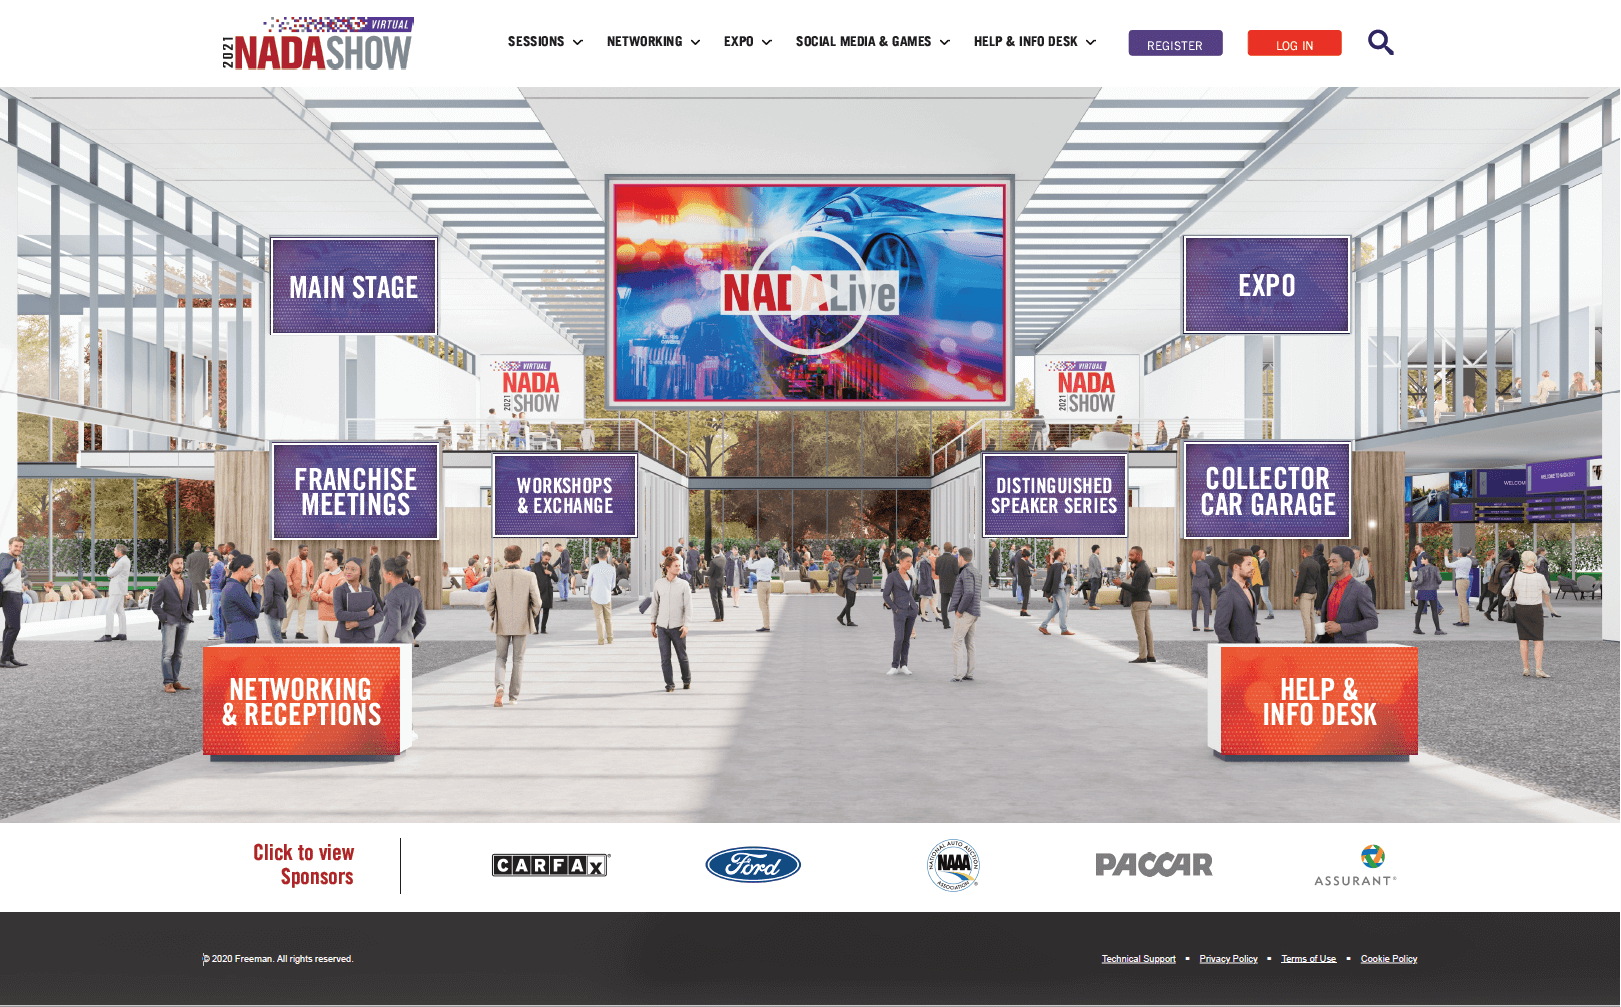 VIRTUAL
2021 NADASHOW
SESSIONS
NETWORKING
EXPO
SOCIAL MEDIA & GAMES
HELP & INFO DESK
REGISTER
LOG IN
MAIN STAGE
NADALive
EXPO
VIRTUAL
NADA
2021 SHOW
VIRTUAL
NADA
2021 SHOW
FRANCHISE
MEETINGS
WORKSHOPS
& EXCHANGE
DISTINGUISHED
SPEAKER SERIES
COLLECTOR
CAR GARAGE
NETWORKING
& RECEPTIONS
HELP &
INFO DESK
Click to view
Sponsors
CARFAX
Ford
NATIONAL AUTO AUCTION
NAAA
ASSOCIATION
PACCAR
ASSURANT®
© 2020 Freeman. All rights reserved.
Technical Support
Privacy Policy
Terms of Use
Cookie Policy